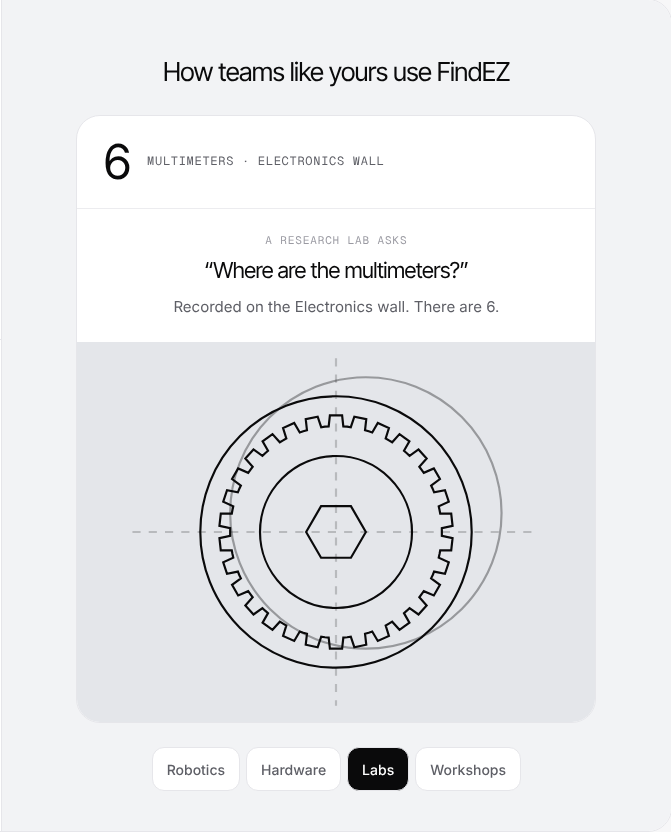 How teams like yours use FindEZ
6 MULTIMETERS · ELECTRONICS WALL
A RESEARCH LAB ASKS
“Where are the multimeters?”
Recorded on the Electronics wall. There are 6.
Robotics Hardware Labs Workshops